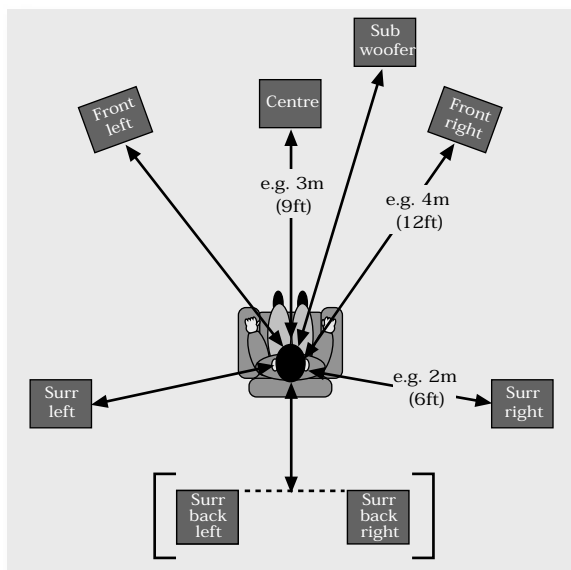 Sub
woofer
Front
left
Centre
Front
right
e.g. 3m
(9ft)
e.g. 4m
(12ft)
e.g. 2m
(6ft)
Surr
left
Surr
right
Surr
back
left
Surr
back
right